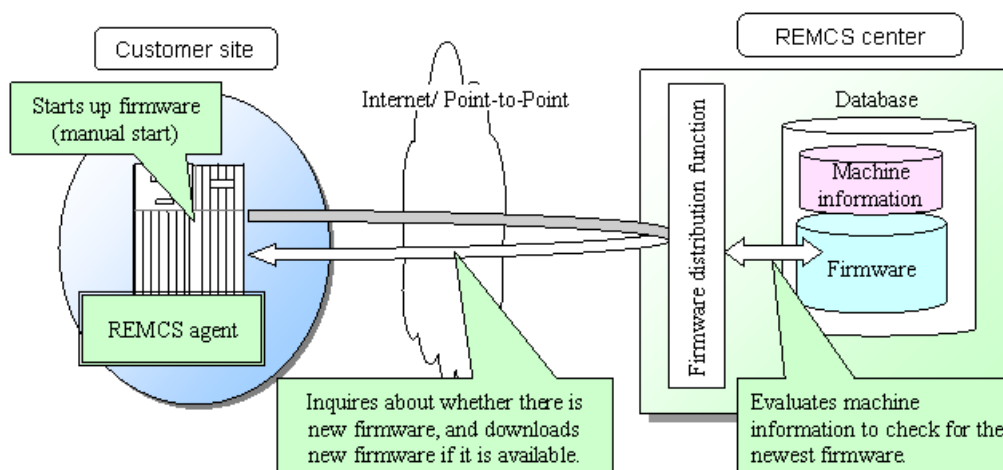 Customer site
REMCS center
Starts up firmware
(manual start)
Internet/ Point-to-Point
Database
Machine
information
Firmware
Firmware distribution function
REMCS agent
Inquires about whether there is
new firmware, and downloads
new firmware if it is available.
Evaluates machine
information to check for the
newest firmware.